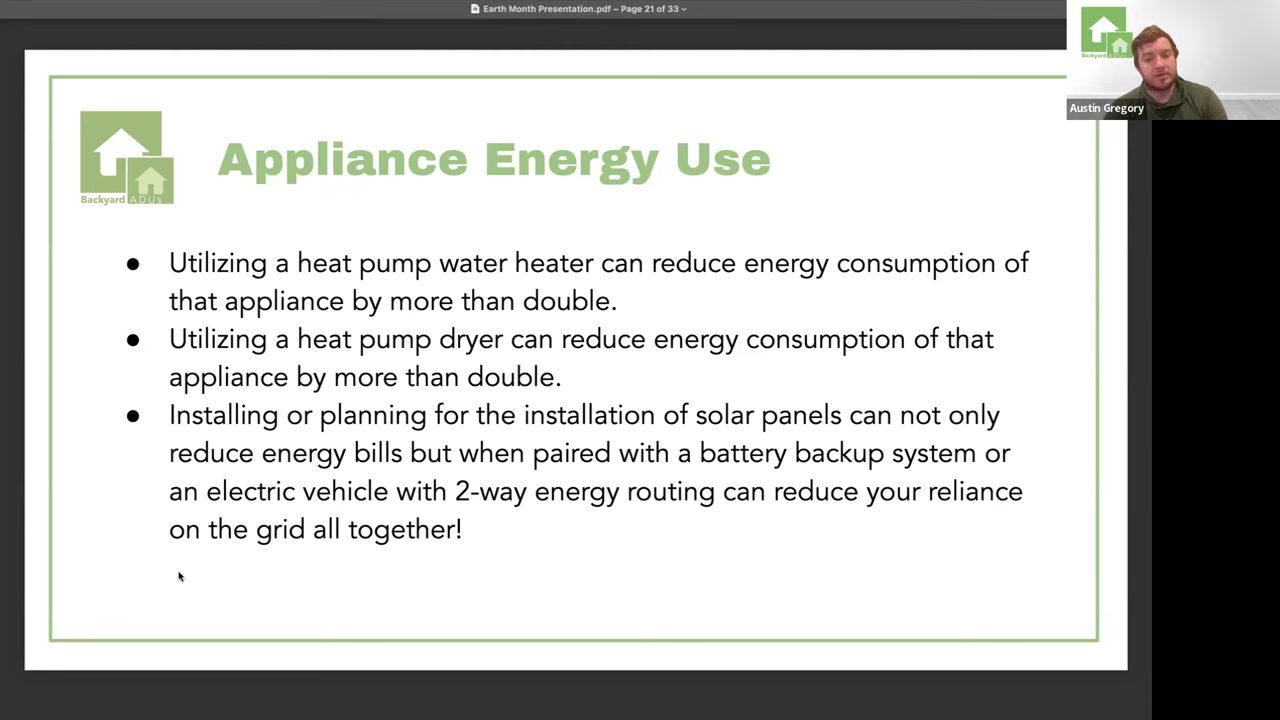 Earth Month Presentation.pdf – Page 21 of 33
Backyard ADUs
Austin Gregory
Backyard ADUs
Appliance Energy Use
● Utilizing a heat pump water heater can reduce energy consumption of
that appliance by more than double.
● Utilizing a heat pump dryer can reduce energy consumption of that
appliance by more than double.
● Installing or planning for the installation of solar panels can not only
reduce energy bills but when paired with a battery backup system or
an electric vehicle with 2-way energy routing can reduce your reliance
on the grid all together!